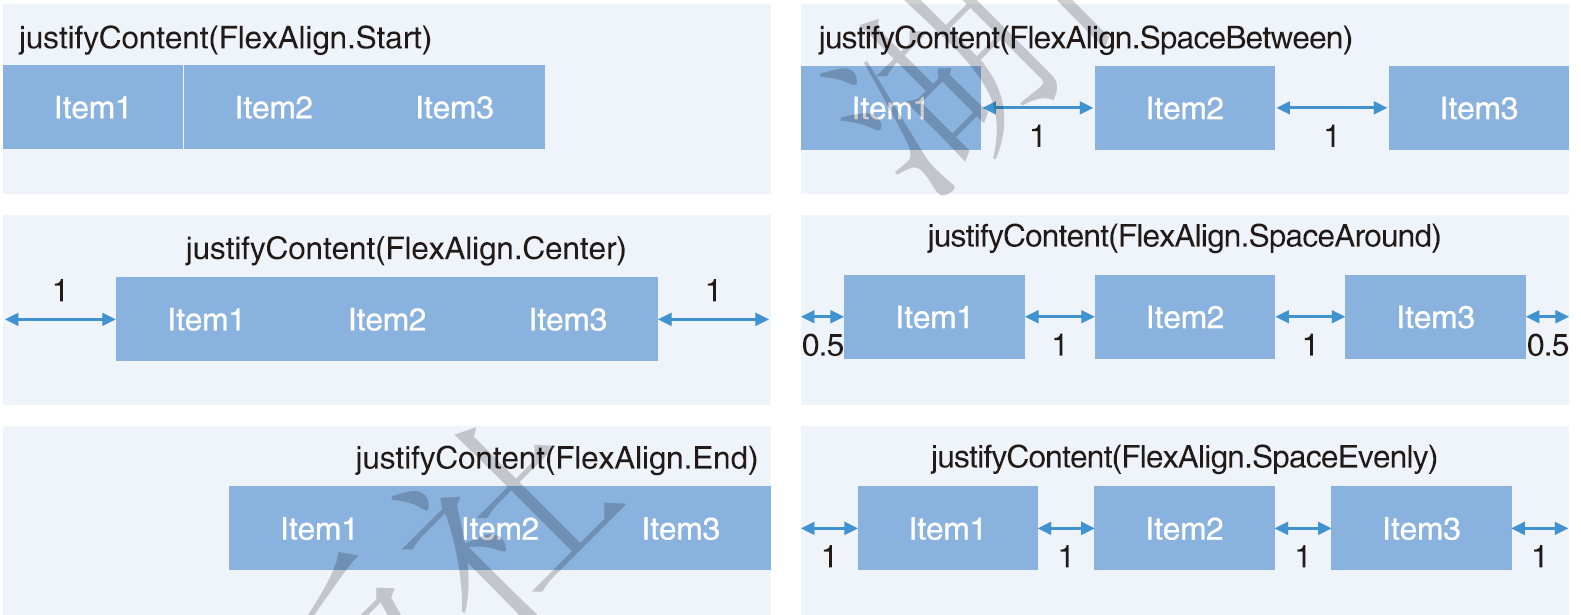 justifyContent(FlexAlign.Start)
Item1 Item2 Item3
justifyContent(FlexAlign.Center)
1 1
Item1 Item2 Item3
justifyContent(FlexAlign.End)
Item1 Item2 Item3
justifyContent(FlexAlign.SpaceBetween)
Item1 Item2 Item3
1 1
justifyContent(FlexAlign.SpaceAround)
Item1 Item2 Item3
0.5 1 1 0.5
justifyContent(FlexAlign.SpaceEvenly)
Item1 Item2 Item3
1 1 1 1
湖
社